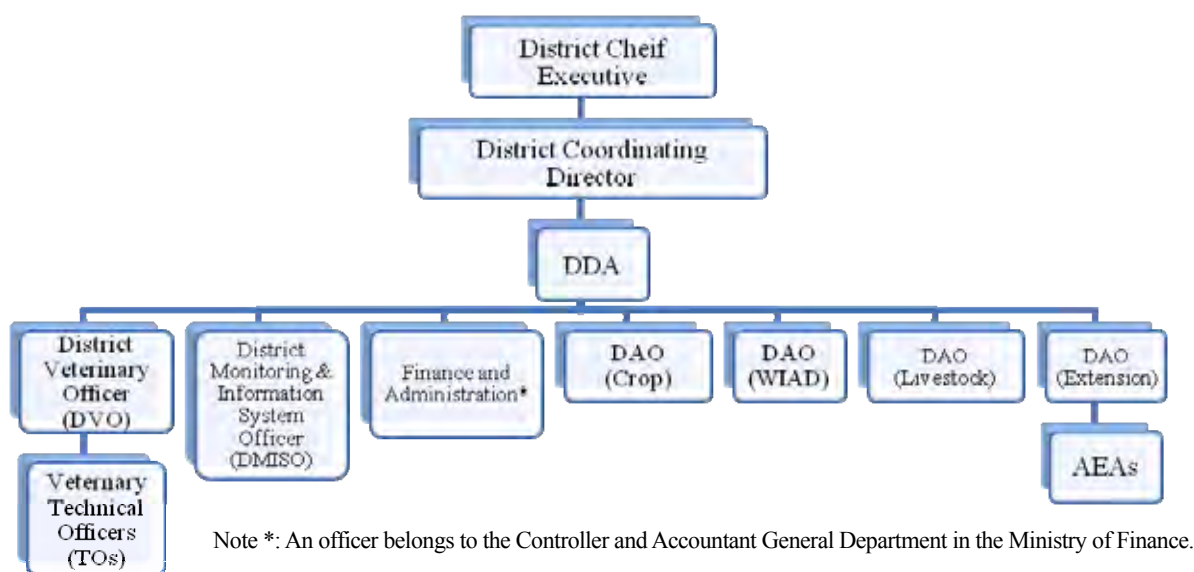 District Cheif
Executive
District Coordinating
Director
DDA
District
Veterinary
Officer
(DVO)
District
Monitoring &
Information
System
Officer
(DMISO)
Finance and
Administration*
DAO
(Crop)
DAO
(WIAD)
DAO
(Livestock)
DAO
(Extension)
Veternary
Technical
Officers
(TOs)
AEAs
Note *: An officer belongs to the Controller and Accountant General Department in the Ministry of Finance.